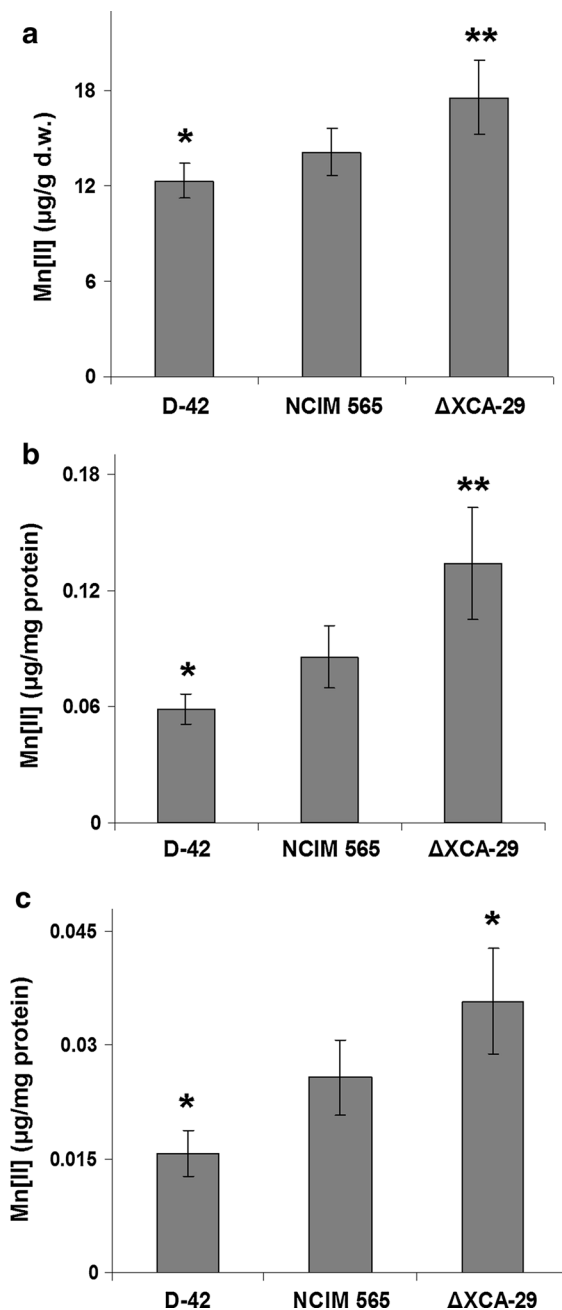 a
Mn[II] (µg/g d.w.)
18
12
6
0
*
**
D-42 NCIM 565 ΔXCA-29
b
Mn[II] (µg/mg protein)
0.18
0.12
0.06
0
*
**
D-42 NCIM 565 ΔXCA-29
c
Mn[II] (µg/mg protein)
0.045
0.03
0.015
0
*
*
D-42 NCIM 565 ΔXCA-29